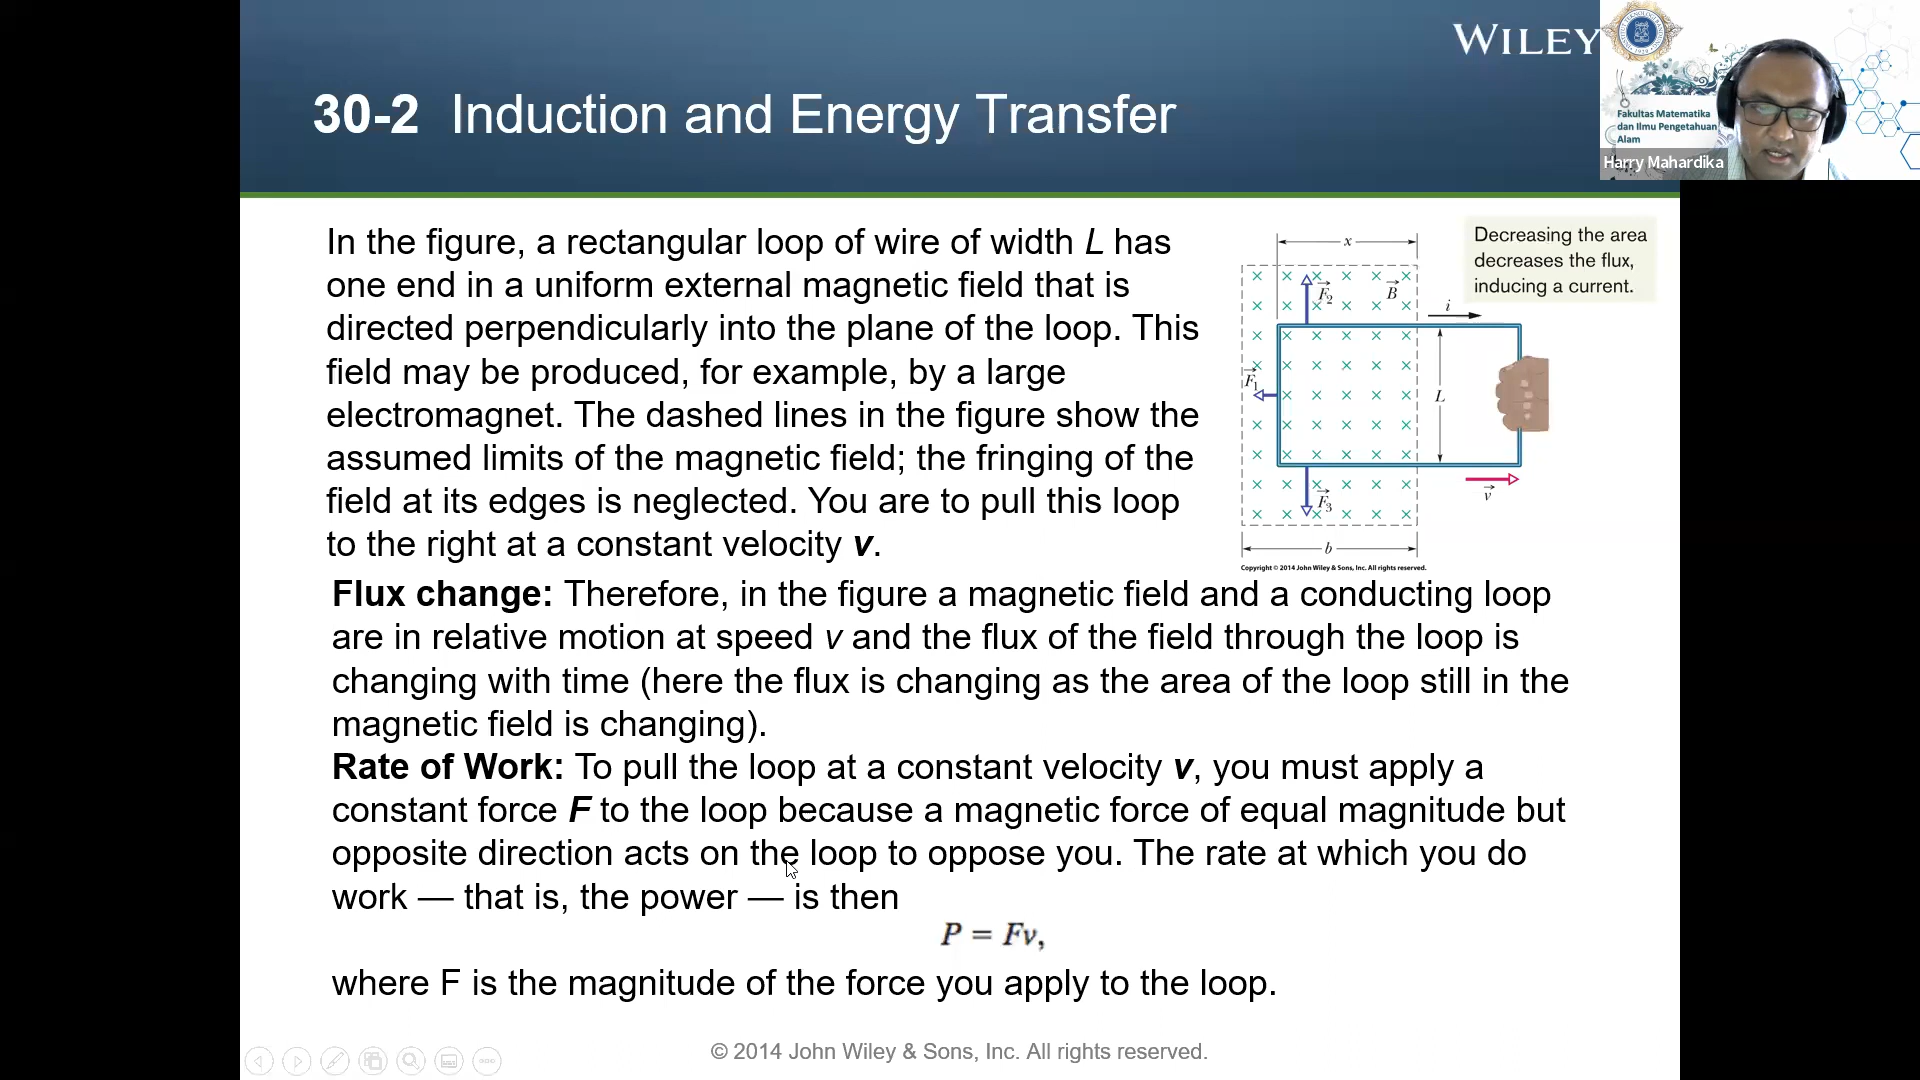 WILEY
30-2 Induction and Energy Transfer
Fakultas Matematika
dan Ilmu Pengetahuan
Alam
Harry Mahardika
In the figure, a rectangular loop of wire of width L has
one end in a uniform external magnetic field that is
directed perpendicularly into the plane of the loop. This
field may be produced, for example, by a large
electromagnet. The dashed lines in the figure show the
assumed limits of the magnetic field; the fringing of the
field at its edges is neglected. You are to pull this loop
to the right at a constant velocity v.
Decreasing the area
decreases the flux,
inducing a current.
x
F2
B
i
F1
L
F3
v
b
Copyright © 2014 John Wiley & Sons, Inc. All rights reserved.
Flux change: Therefore, in the figure a magnetic field and a conducting loop
are in relative motion at speed v and the flux of the field through the loop is
changing with time (here the flux is changing as the area of the loop still in the
magnetic field is changing).
Rate of Work: To pull the loop at a constant velocity v, you must apply a
constant force F to the loop because a magnetic force of equal magnitude but
opposite direction acts on the loop to oppose you. The rate at which you do
work — that is, the power — is then
P = Fv,
where F is the magnitude of the force you apply to the loop.
© 2014 John Wiley & Sons, Inc. All rights reserved.